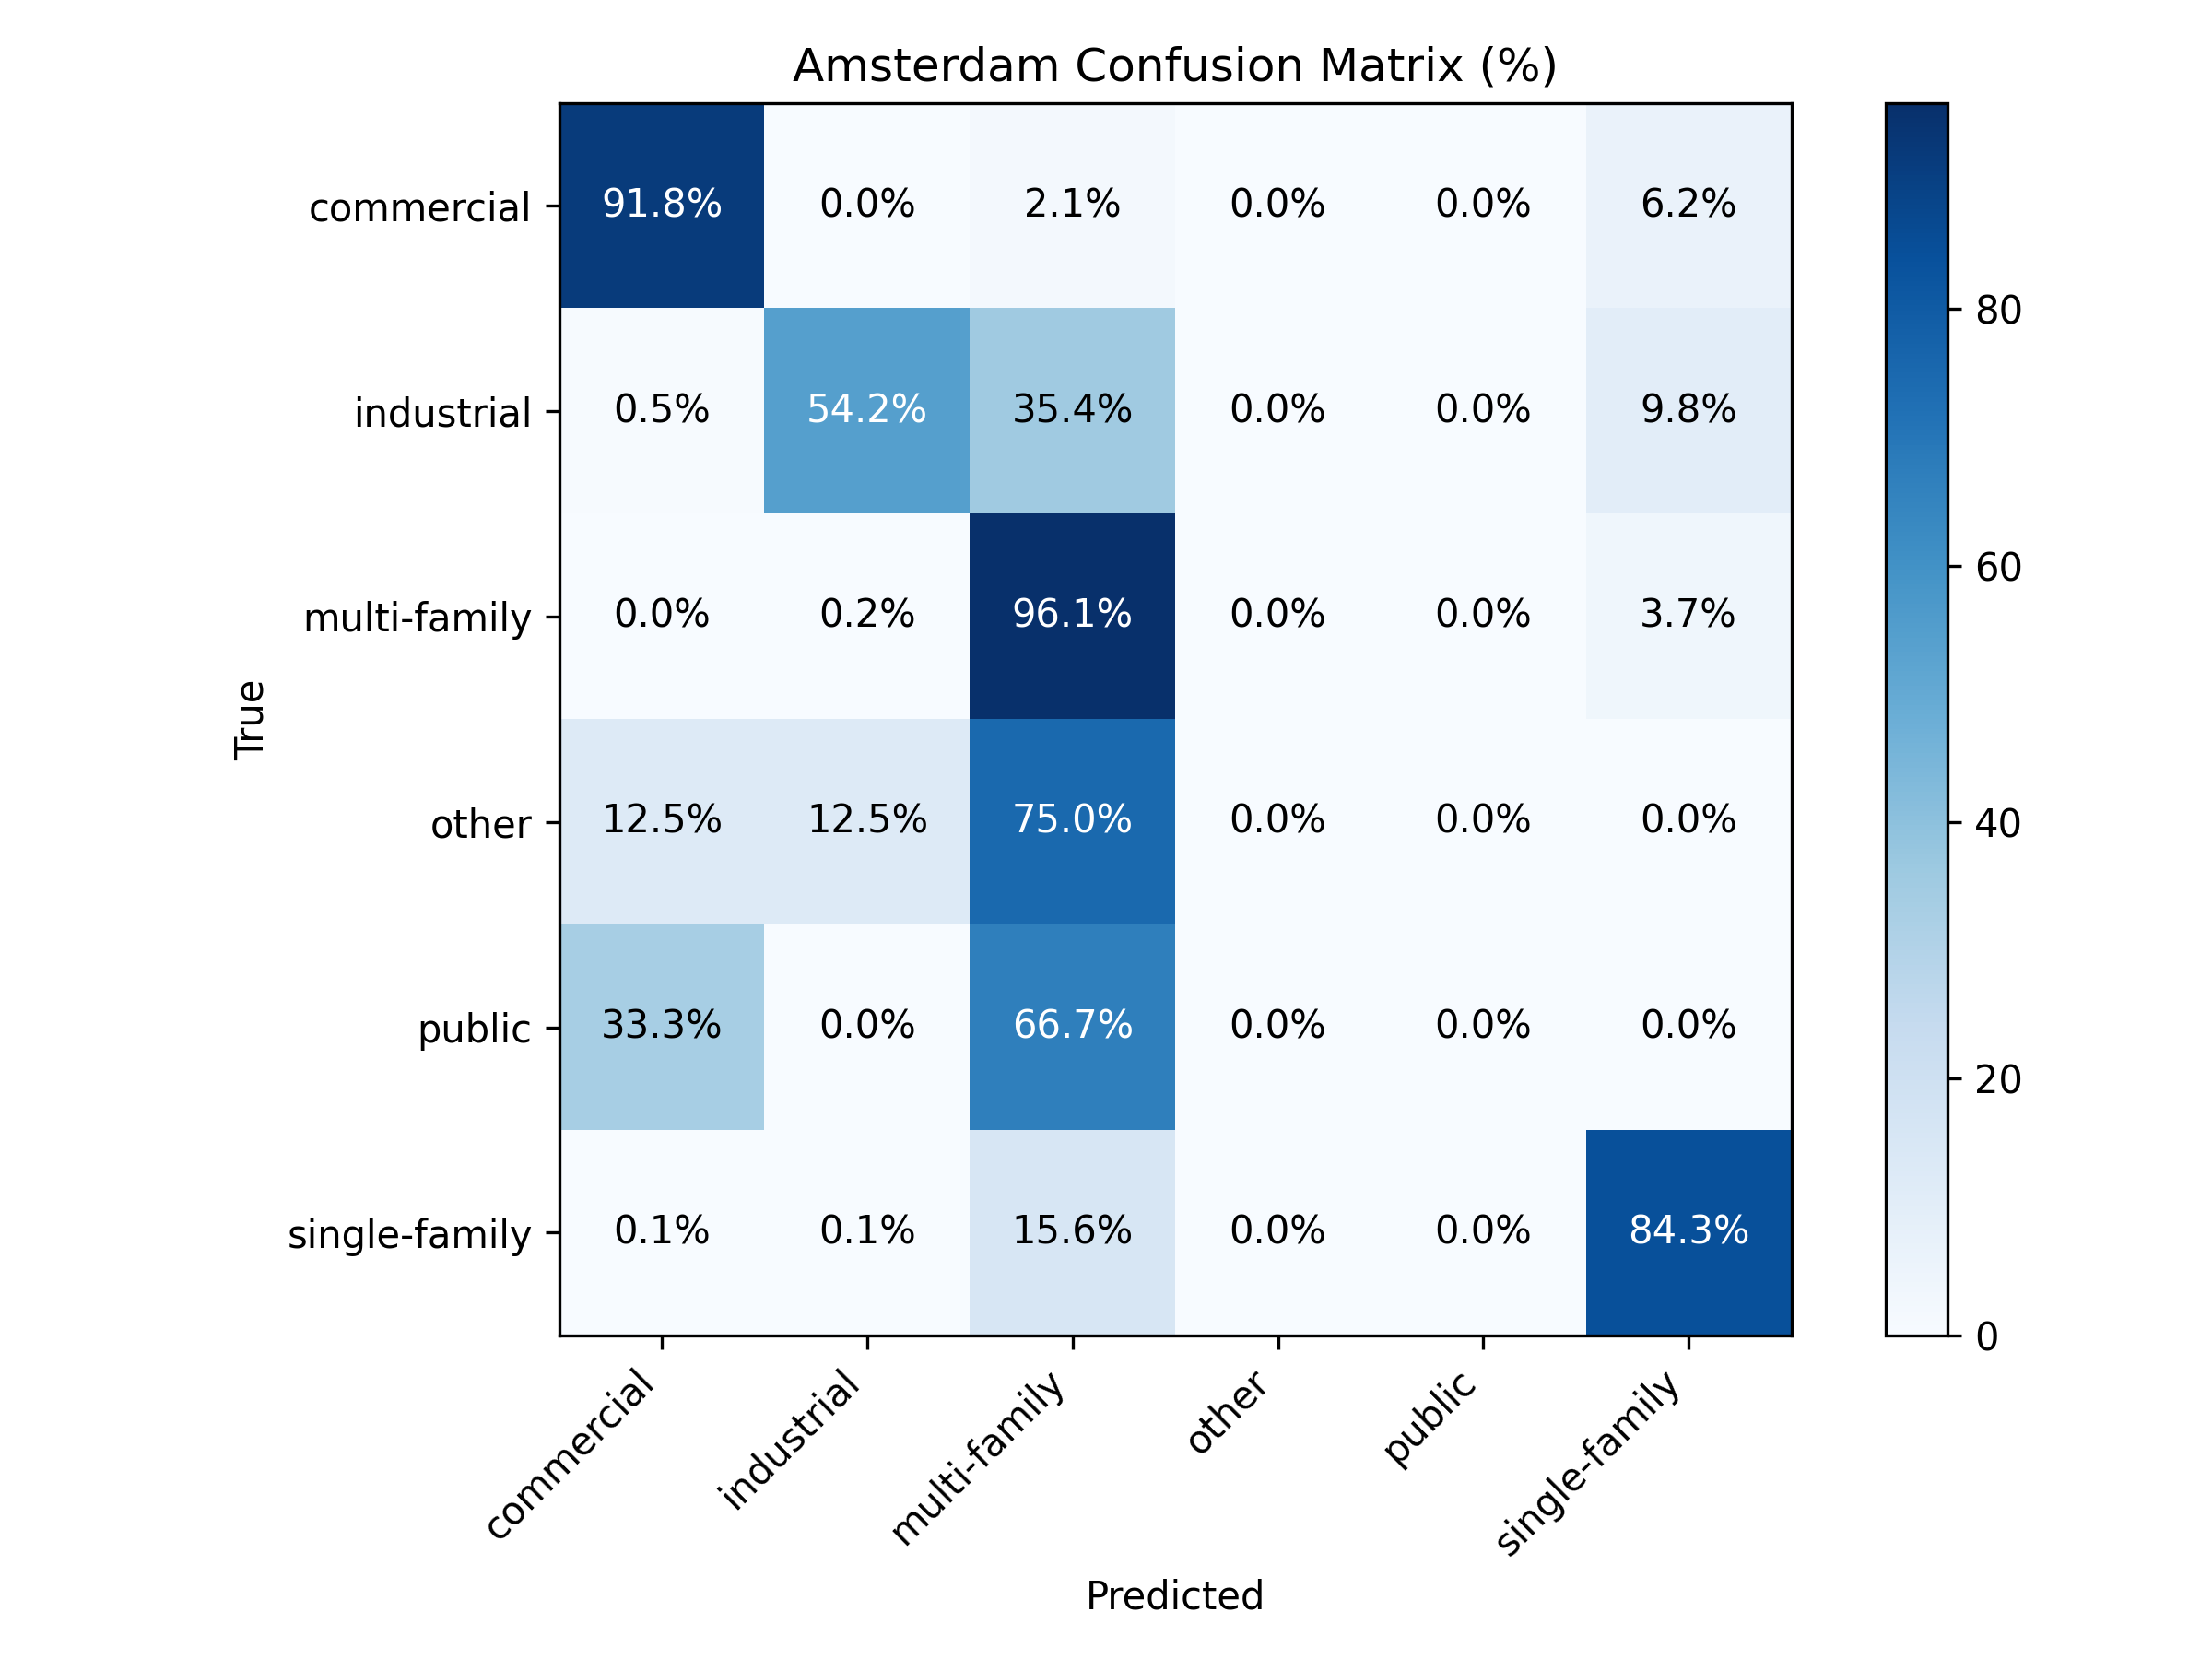 Amsterdam Confusion Matrix (%)
commercial 91.8% 0.0% 2.1% 0.0% 0.0% 6.2%
industrial 0.5% 54.2% 35.4% 0.0% 0.0% 9.8%
multi-family 0.0% 0.2% 96.1% 0.0% 0.0% 3.7%
other 12.5% 12.5% 75.0% 0.0% 0.0% 0.0%
public 33.3% 0.0% 66.7% 0.0% 0.0% 0.0%
single-family 0.1% 0.1% 15.6% 0.0% 0.0% 84.3%
True
commercial industrial multi-family other public single-family
Predicted
80
60
40
20
0